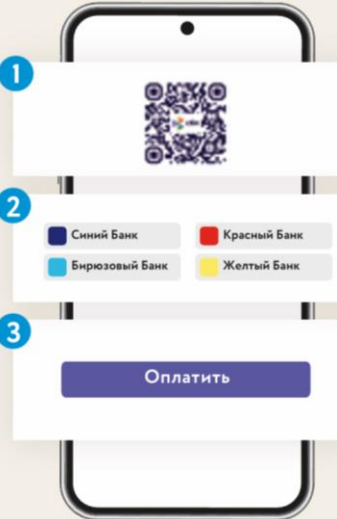 1
2
Синий Банк
Красный Банк
Бирюзовый Банк
Желтый Банк
3
Оплатить